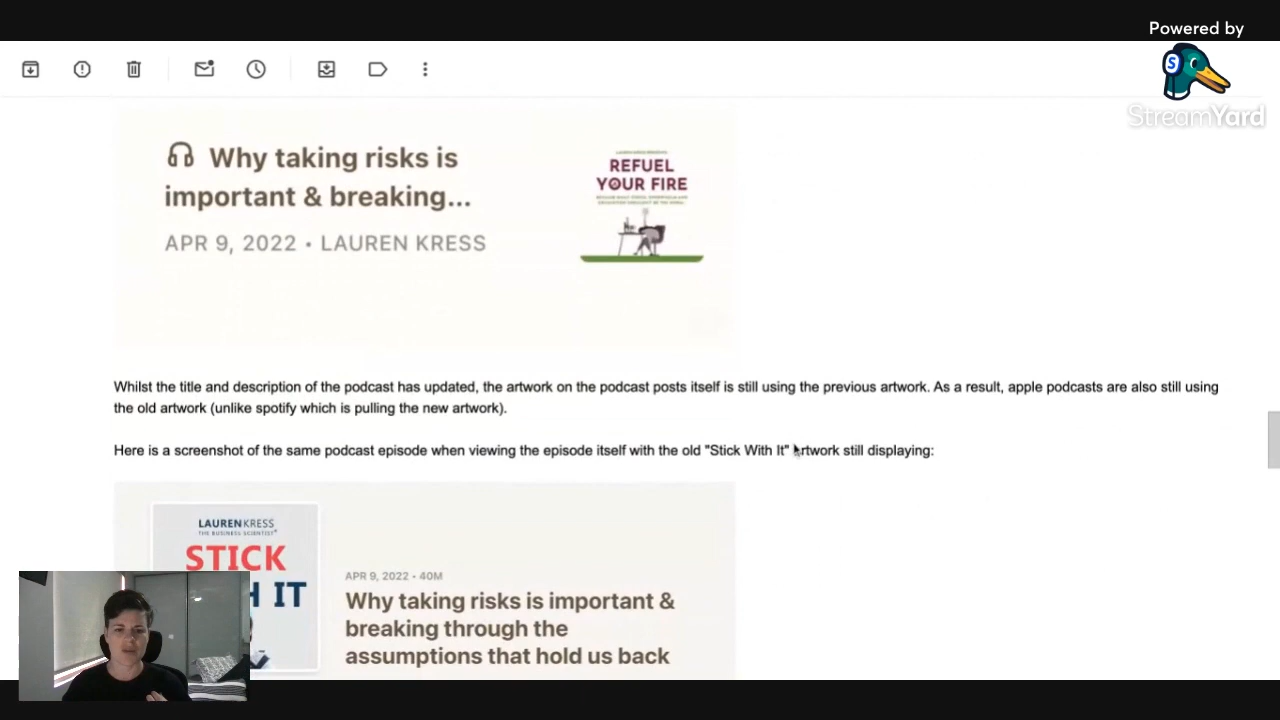 Powered by
StreamYard
Why taking risks is
important & breaking...
APR 9, 2022 • LAUREN KRESS
LAUREN KRESS PRESENTS
REFUEL
YOUR FIRE
Whilst the title and description of the podcast has updated, the artwork on the podcast posts itself is still using the previous artwork. As a result, apple podcasts are also still using
the old artwork (unlike spotify which is pulling the new artwork).
Here is a screenshot of the same podcast episode when viewing the episode itself with the old "Stick With It" artwork still displaying:
LAURENKRESS
THE BUSINESS SCIENTIST
STICK
H IT
APR 9, 2022 • 40M
Why taking risks is important &
breaking through the
assumptions that hold us back